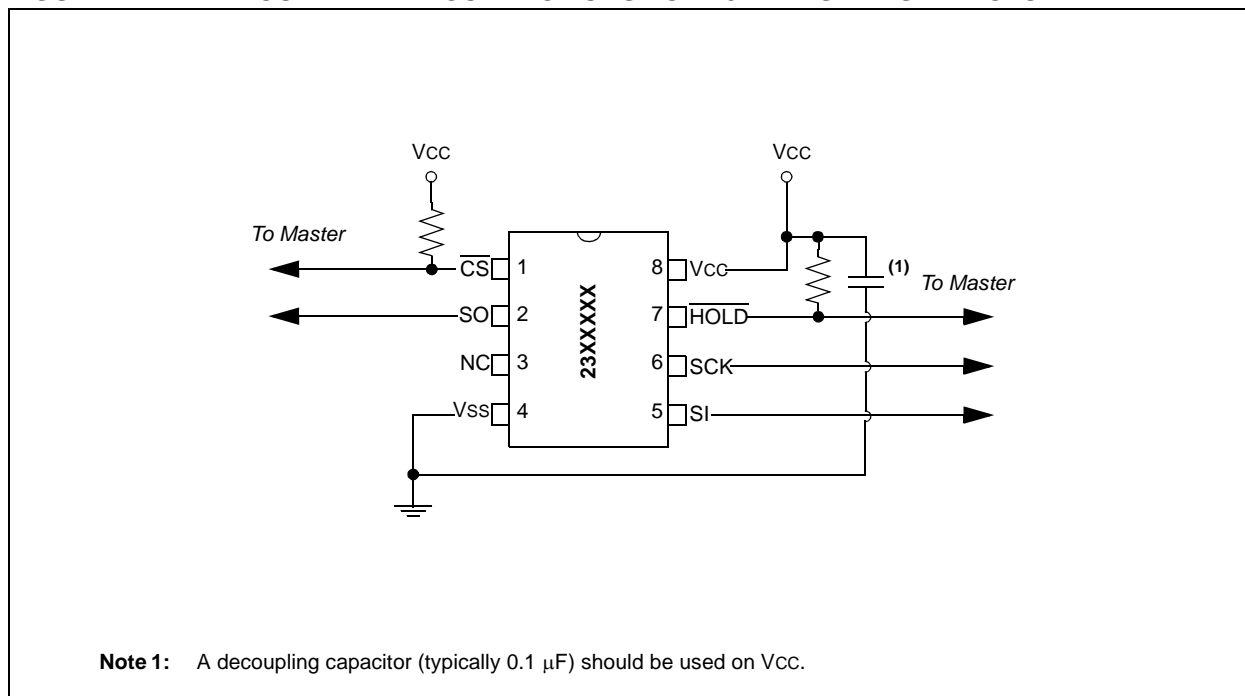 VCC
VCC
To Master
CS 1
8 VCC
(1)
To Master
SO 2
7 HOLD
23XXXXX
NC 3
6 SCK
VSS 4
5 SI
Note 1: A decoupling capacitor (typically 0.1 μF) should be used on VCC.